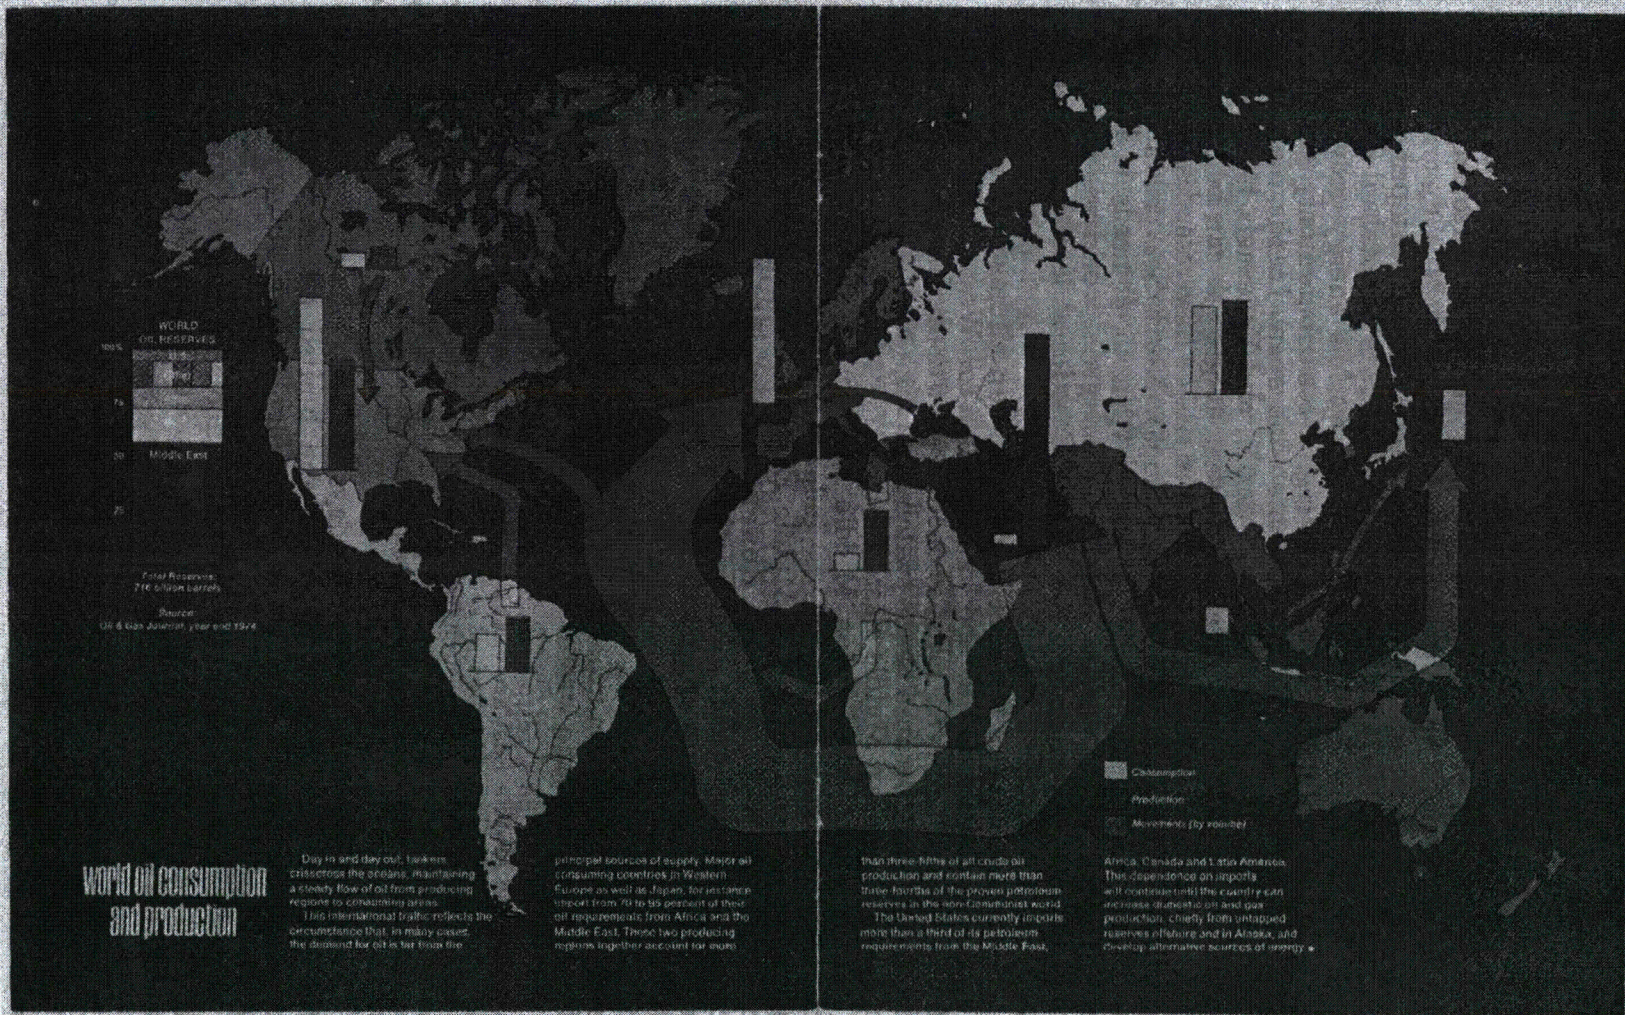 WORLD
OIL RESERVES
100%
U.S.
75
50
Middle East
25
Total Reserves:
716 billion barrels
Source:
Oil & Gas Journal, year end 1974
Consumption
Production
Movements (by volume)
world oil consumption
and production
Day in and day out, tankers
crisscross the oceans, maintaining
a steady flow of oil from producing
regions to consuming areas.
This international traffic reflects the
circumstance that, in many cases,
the demand for oil is far from the
principal sources of supply. Major oil
consuming countries in Western
Europe as well as Japan, for instance
import from 70 to 95 percent of their
oil requirements from Africa and the
Middle East. These two producing
regions together account for more
than three-fifths of all crude oil
production and contain more than
three-fourths of the proven petroleum
reserves in the non-Communist world.
The United States currently imports
more than a third of its petroleum
requirements from the Middle East,
Africa, Canada and Latin America.
This dependence on imports
will continue until the country can
increase domestic oil and gas
production, chiefly from untapped
reserves offshore and in Alaska, and
develop alternative sources of energy